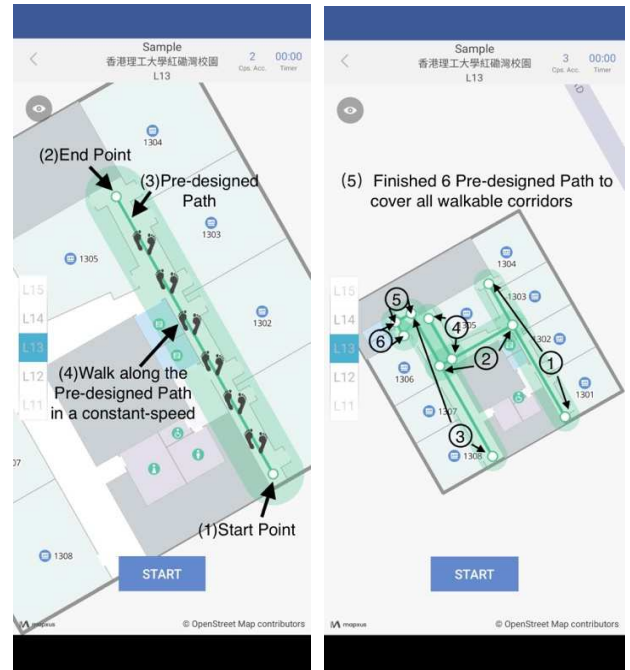 Sample
香港理工大學紅磡灣校園
L13
2
Cps. Acc.
00:00
Timer
1304
(2)End Point
(3)Pre-designed
Path
1303
1305
1302
L15
L14
L13
L12
L11
(4)Walk along the
Pre-designed Path
in a constant-speed
07
(1)Start Point
1308
START
mapxus
© OpenStreet Map contributors
Sample
香港理工大學紅磡灣校園
L13
3
Cps. Acc.
00:00
Timer
(5) Finished 6 Pre-designed Path to
cover all walkable corridors
1304
1303
5
4
305
L15
L14
L13
L12
L11
6
2
302
1
1306
1301
1307
3
1308
START
mapxus
© OpenStreet Map contributors